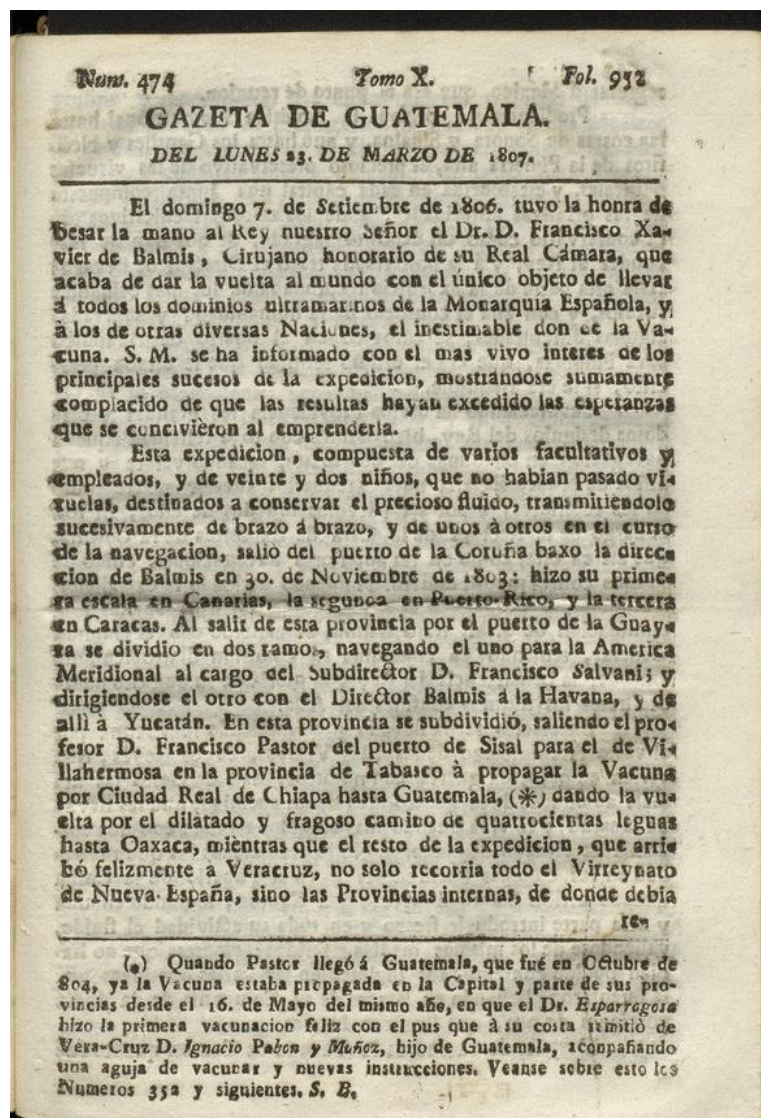 Num. 474 Tomo X. Fol. 952
GAZETA DE GUATEMALA.
DEL LUNES 23. DE MARZO DE 1807.
El domingo 7. de Setiembre de 1806. tuvo la honra de
besar la mano al Rey nuestro Señor el Dr. D. Francisco Xa-
vier de Balmis, Cirujano honorario de su Real Cámara, que
acaba de dar la vuelta al mundo con el único objeto de llevar
á todos los dominios ultramarinos de la Monarquía Española, y
à los de otras diversas Naciones, el inestimable don de la Va-
cuna. S. M. se ha informado con el mas vivo interes de los
principales sucesos de la expedicion, mostrandose sumamente
complacido de que las resultas hayan excedido las esperanzas
que se concivièron al emprenderla.
Esta expedicion, compuesta de varios facultativos y
empleados, y de veinte y dos niños, que no habian pasado vi-
ruelas, destinados a conservar el precioso fluido, transmitiendolo
sucesivamente de brazo á brazo, y de unos à otros en el curso
de la navegacion, saliò del puerto de la Coruña baxo la direc-
cion de Balmis en 30. de Noviembre de 1803: hizo su prime-
ra escala en Canarias, la segunda en Puerto-Rico, y la tercera
en Caracas. Al salir de esta provincia por el puerto de la Guay-
ra se dividio en dos ramos, navegando el uno para la America
Meridional al cargo del Subdirector D. Francisco Salvani; y
dirigiendose el otro con el Director Balmis á la Havana, y de
allì à Yucatán. En esta provincia se subdividió, saliendo el pro-
fesor D. Francisco Pastor del puerto de Sisal para el de Vi-
llahermosa en la provincia de Tabasco à propagar la Vacuna
por Ciudad Real de Chiapa hasta Guatemala, (*) dando la vu-
elta por el dilatado y fragoso camino de quatrocientas leguas
hasta Oaxaca, mièntras que el resto de la expedicion, que arri-
bó felizmente à Veracruz, no solo recorria todo el Virreynato
de Nueva España, sino las Provincias internas, de donde debia
re-
(*) Quando Pastor llegó á Guatemala, que fué en Octubre de
804, ya la Vacuna estaba propagada en la Capital y parte de sus pro-
vincias desde el 16. de Mayo del mismo año, en que el Dr. Esparragosa
hizo la primera vacunacion feliz con el pus que à su costa remitiò de
Vera-Cruz D. Ignacio Pabon y Muñoz, hijo de Guatemala, acompañando
una aguja de vacunar y nuevas instrucciones. Veanse sobre esto los
Numeros 352 y siguientes. S. B.